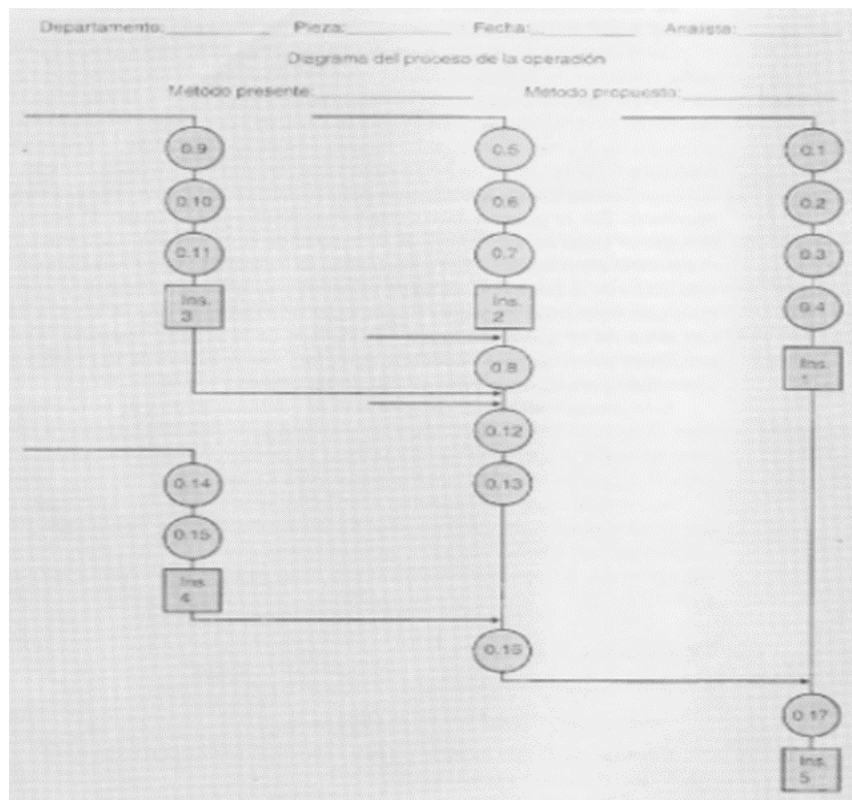 Departamento: Pieza: Fecha: Analista:
Diagrama del proceso de la operación
Método presente: Método propuesto:
0.9 0.5 0.1
0.10 0.6 0.2
0.11 0.7 0.3
Ins. 3 Ins. 2 0.4
0.8 Ins. 1
0.12
0.14 0.13
0.15
Ins. 4
0.16
0.17
Ins. 5